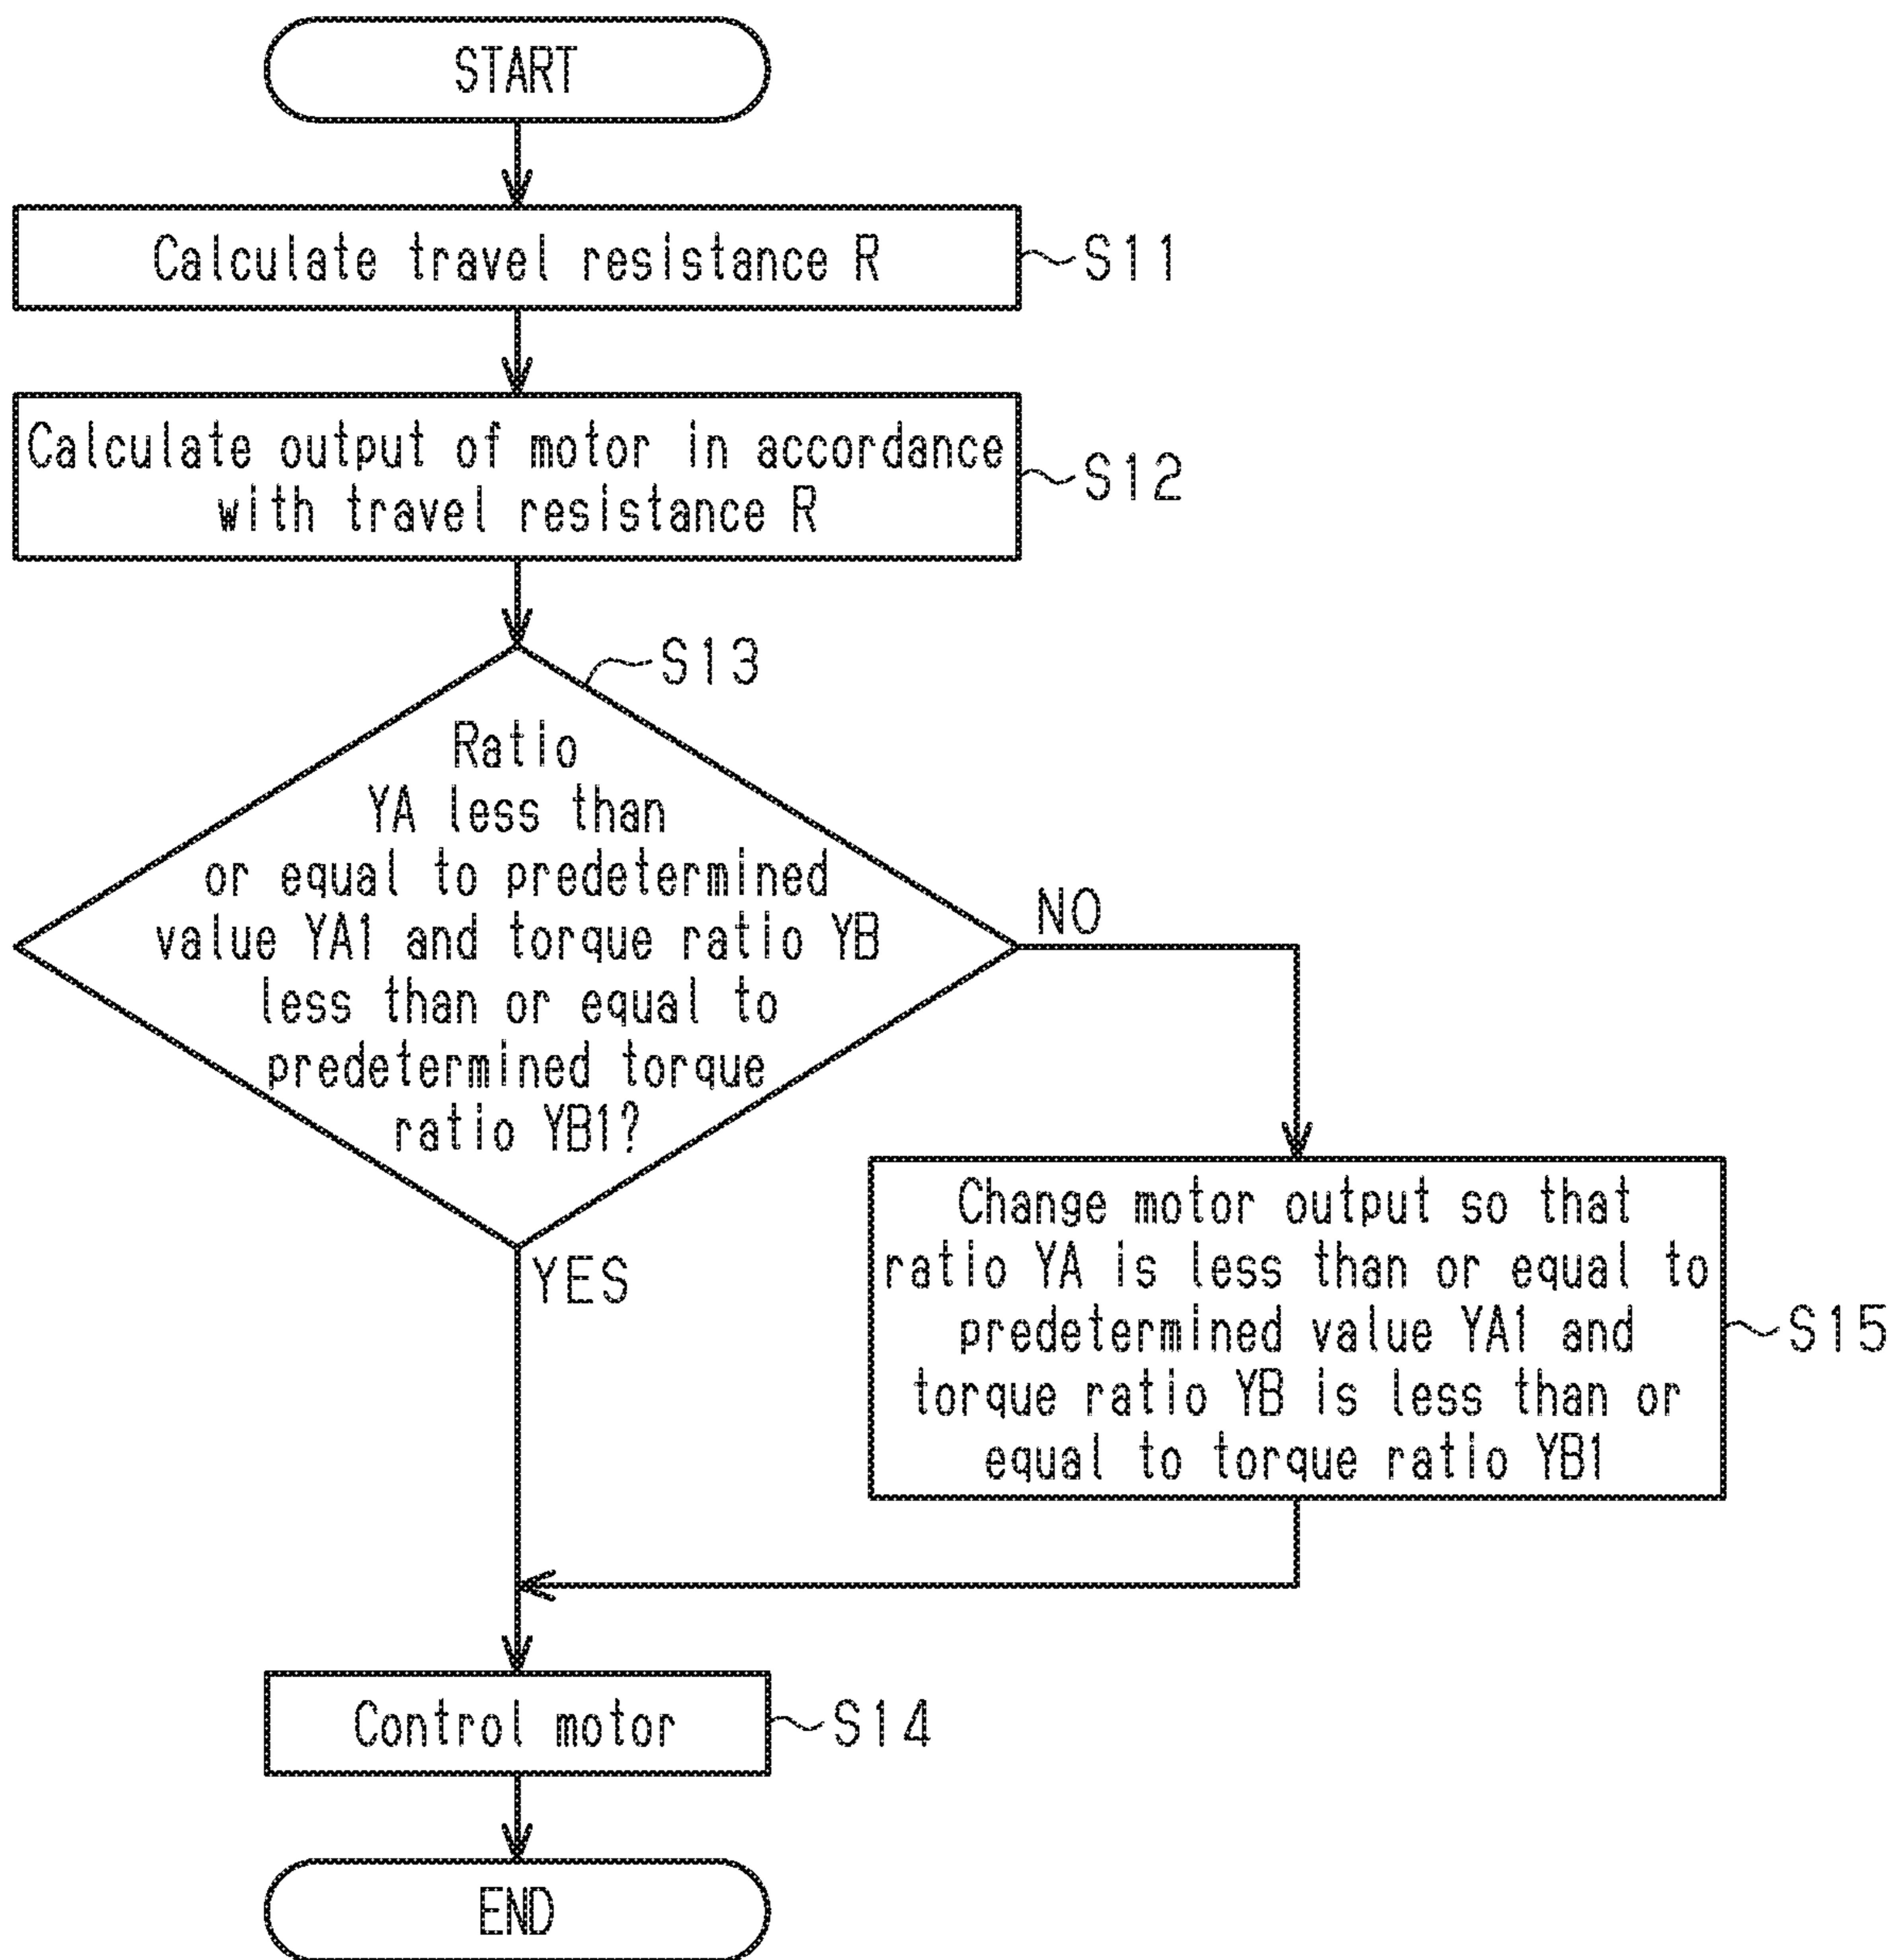 START
Calculate travel resistance R
S11
Calculate output of motor in accordance
with travel resistance R
S12
S13
Ratio
YA less than
or equal to predetermined
value YA1 and torque ratio YB
less than or equal to
predetermined torque
ratio YB1?
NO
YES
Change motor output so that
ratio YA is less than or equal to
predetermined value YA1 and
torque ratio YB is less than or
equal to torque ratio YB1
S15
Control motor
S14
END